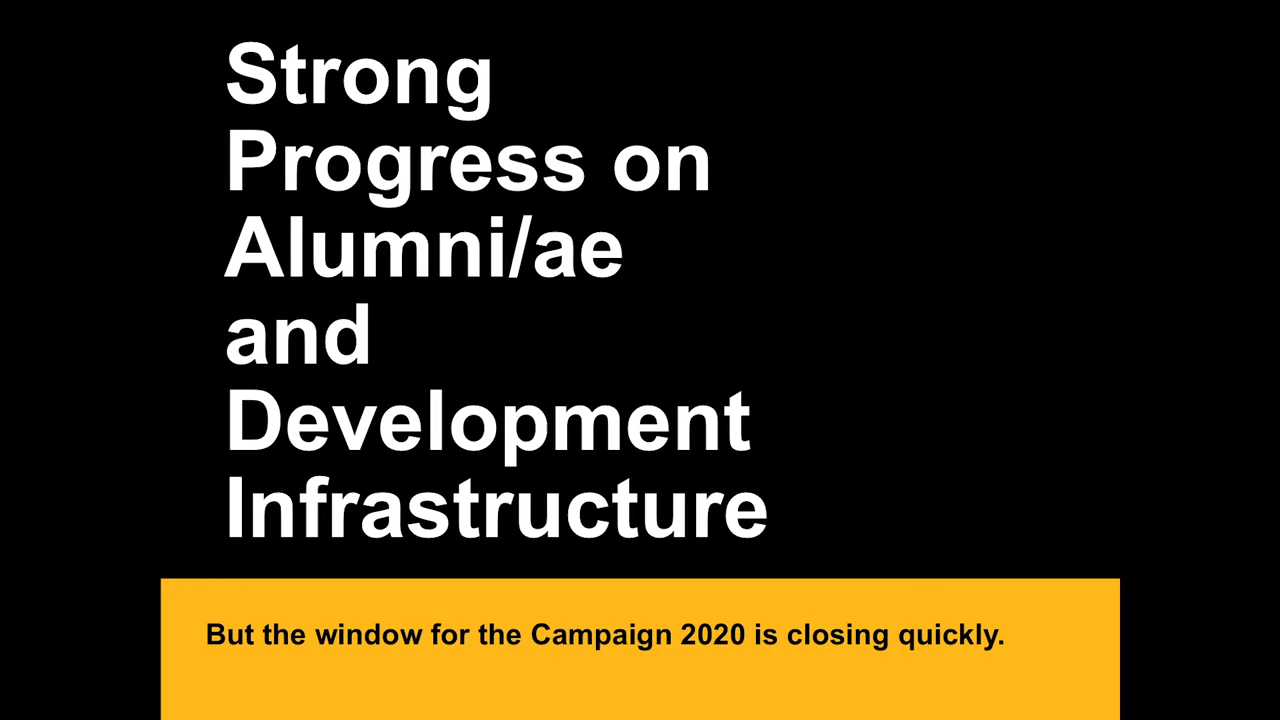 Strong
Progress on
Alumni/ae
and
Development
Infrastructure
But the window for the Campaign 2020 is closing quickly.